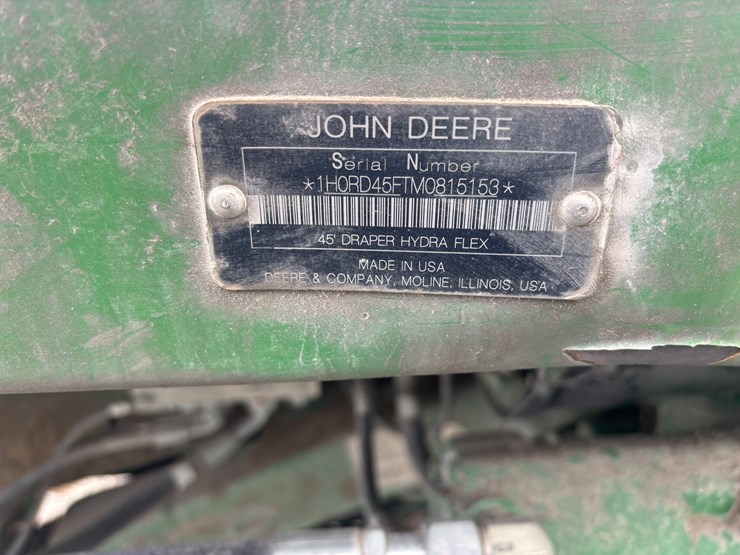 JOHN DEERE
Serial Number
*1H0RD45FTM0815153*
45' DRAPER HYDRA FLEX
MADE IN USA
DEERE & COMPANY, MOLINE, ILLINOIS, USA